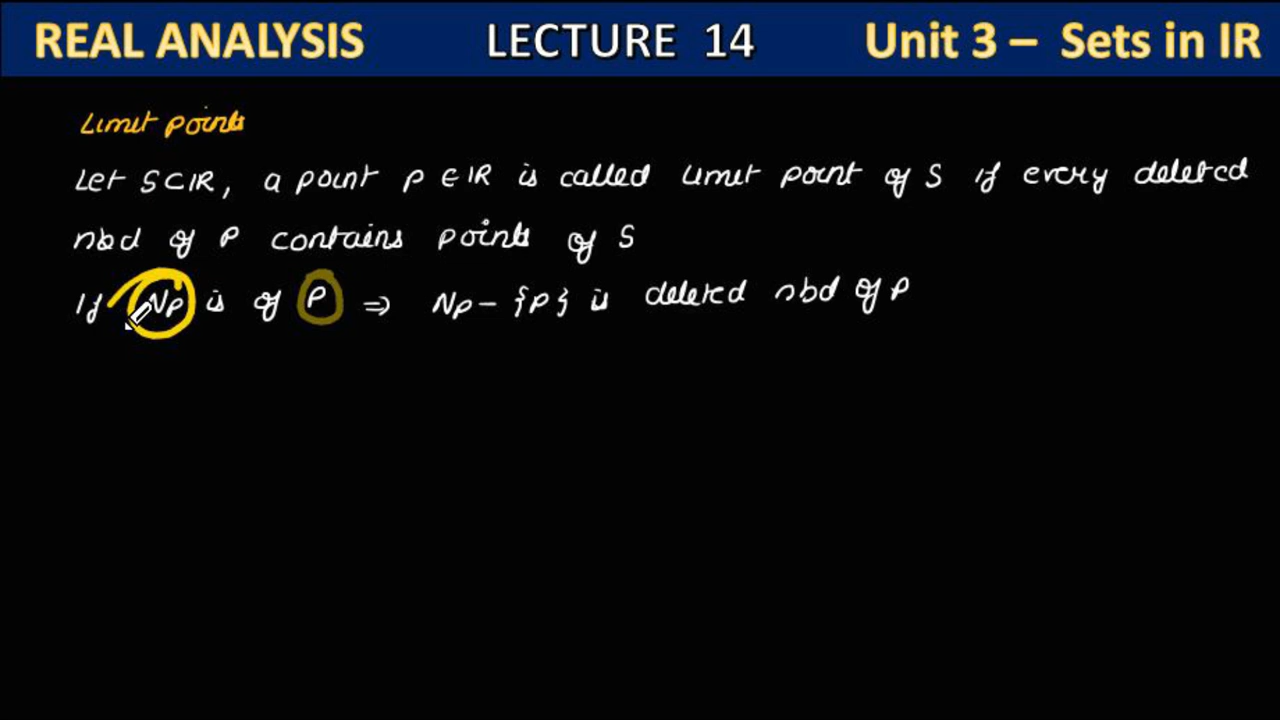 REAL ANALYSIS LECTURE 14 Unit 3 – Sets in IR
Limit points
Let S⊂IR, a point p ∈ IR is called limit point of S if every deleted
nbd of P contains points of S
If Np is of P ⇒ Np - {p} is deleted nbd of p